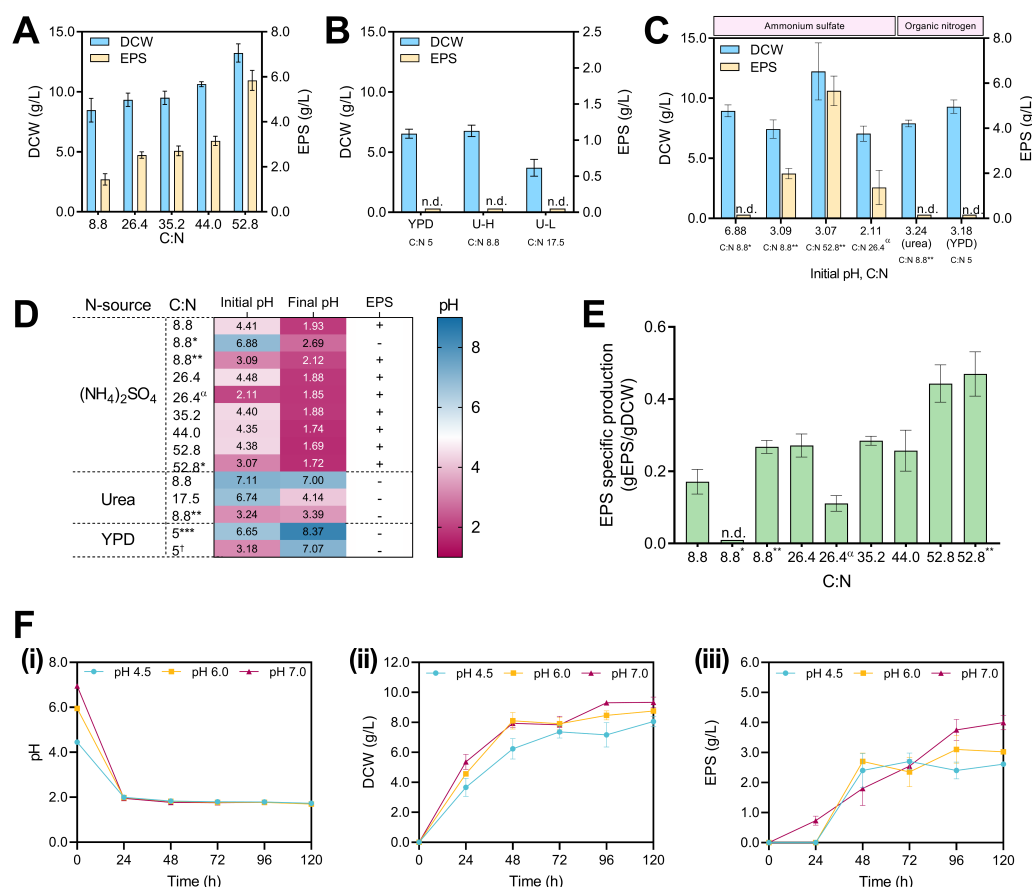 A
DCW
EPS
DCW (g/L)
EPS (g/L)
15.0
10.0
5.0
0.0
8.0
6.0
4.0
2.0
0.0
8.8 26.4 35.2 44.0 52.8
C:N
B
DCW
EPS
DCW (g/L)
EPS (g/L)
15.0
10.0
5.0
0.0
2.5
2.0
1.5
1.0
0.5
0.0
n.d. n.d. n.d.
YPD U-H U-L
C:N 5 C:N 8.8 C:N 17.5
C
Ammonium sulfate Organic nitrogen
DCW
EPS
DCW (g/L)
EPS (g/L)
15.0
10.0
5.0
0.0
8.0
6.0
4.0
2.0
0.0
n.d. n.d. n.d.
6.88 3.09 3.07 2.11 3.24 3.18
(urea) (YPD)
C:N 8.8* C:N 8.8** C:N 52.8** C:N 26.4α C:N 8.8** C:N 5
Initial pH, C:N
D
N-source C:N Initial pH Final pH EPS
(NH4)2SO4
8.8 4.41 1.93 +
8.8* 6.88 2.69 -
8.8** 3.09 2.12 +
26.4 4.48 1.88 +
26.4α 2.11 1.85 +
35.2 4.40 1.88 +
44.0 4.35 1.74 +
52.8 4.38 1.69 +
52.8* 3.07 1.72 +
Urea
8.8 7.11 7.00 -
17.5 6.74 4.14 -
8.8** 3.24 3.39 -
YPD
5*** 6.65 8.37 -
5† 3.18 7.07 -
pH
8
6
4
2
E
EPS specific production
(gEPS/gDCW)
0.6
0.4
0.2
0.0
n.d.
8.8 8.8* 8.8** 26.4 26.4α 35.2 44.0 52.8 52.8**
C:N
F
(i)
pH 4.5 pH 6.0 pH 7.0
pH
8.0
6.0
4.0
2.0
0.0
0 24 48 72 96 120
Time (h)
(ii)
pH 4.5 pH 6.0 pH 7.0
DCW (g/L)
12.0
10.0
8.0
6.0
4.0
2.0
0.0
0 24 48 72 96 120
Time (h)
(iii)
pH 4.5 pH 6.0 pH 7.0
EPS (g/L)
6.0
5.0
4.0
3.0
2.0
1.0
0.0
0 24 48 72 96 120
Time (h)